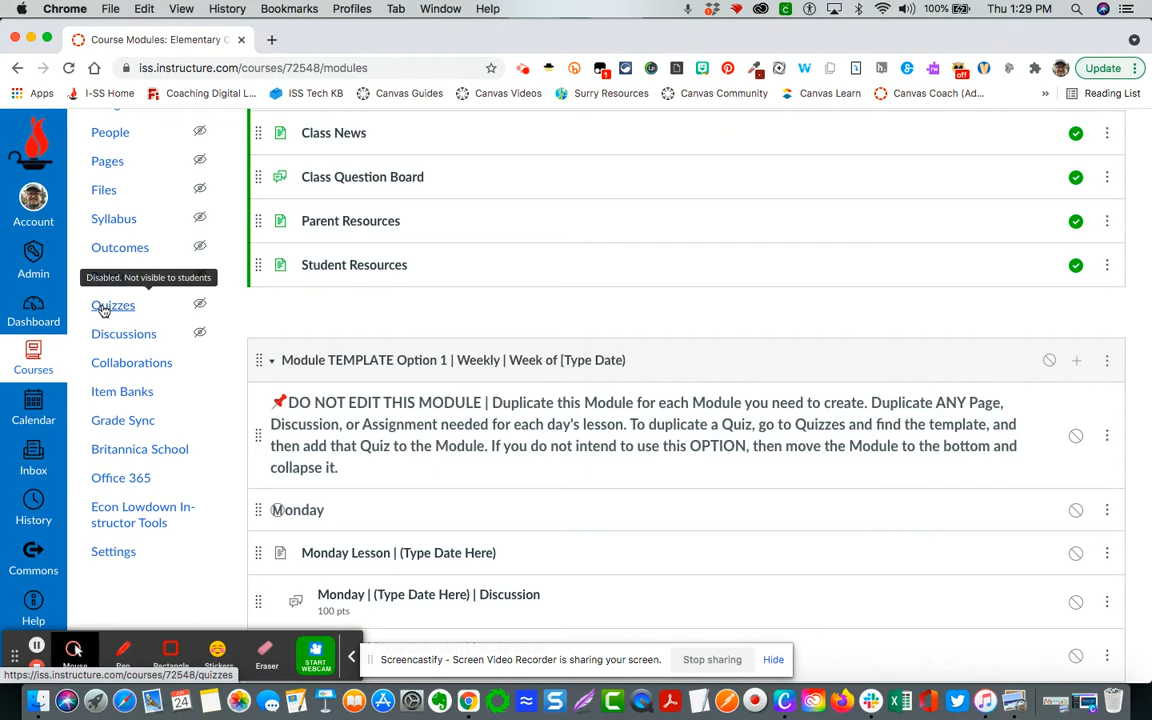 Chrome File Edit View History Bookmarks Profiles Tab Window Help 100% Thu 1:29 PM
Course Modules: Elementary C
iss.instructure.com/courses/72548/modules
Update
Apps I-SS Home Coaching Digital L... ISS Tech KB Canvas Guides Canvas Videos Surry Resources Canvas Community Canvas Learn Canvas Coach (Ad... » Reading List
Account
Admin
Dashboard
Courses
Calendar
Inbox
History
Commons
Help
People
Pages
Files
Syllabus
Outcomes
Disabled. Not visible to students
Quizzes
Discussions
Collaborations
Item Banks
Grade Sync
Britannica School
Office 365
Econ Lowdown In-
structor Tools
Settings
Class News
Class Question Board
Parent Resources
Student Resources
Module TEMPLATE Option 1 | Weekly | Week of [Type Date)
DO NOT EDIT THIS MODULE | Duplicate this Module for each Module you need to create. Duplicate ANY Page,
Discussion, or Assignment needed for each day's lesson. To duplicate a Quiz, go to Quizzes and find the template, and
then add that Quiz to the Module. If you do not intend to use this OPTION, then move the Module to the bottom and
collapse it.
Monday
Monday Lesson | (Type Date Here)
Monday | (Type Date Here) | Discussion
100 pts
Mouse Pen Rectangle Stickers Eraser START
WEBCAM
Screencastify - Screen Video Recorder is sharing your screen. Stop sharing Hide
https://iss.instructure.com/courses/72548/quizzes